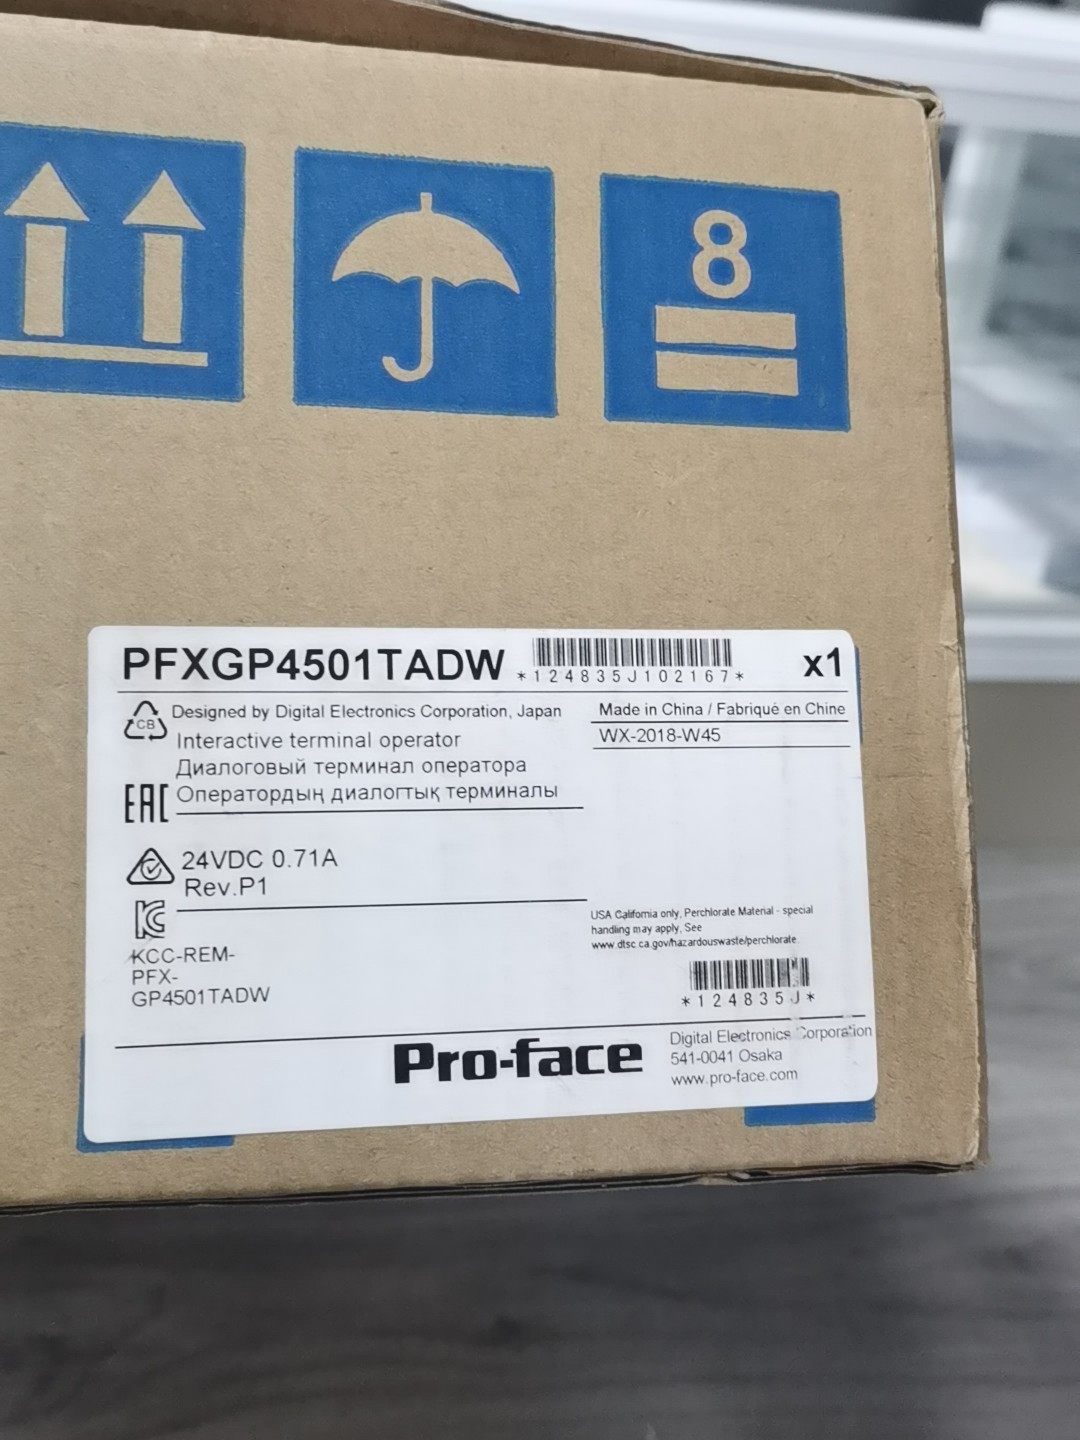 8
PFXGP4501TADW
*124835J102167*
x1
CB
Designed by Digital Electronics Corporation, Japan
Made in China / Fabriqué en Chine
Interactive terminal operator
WX-2018-W45
Диалоговый терминал оператора
EAC
Оператордың диалогтық терминалы
24VDC 0.71A
Rev.P1
KCC-REM-
PFX-
GP4501TADW
USA California only, Perchlorate Material - special
handling may apply, See
www.dtsc.ca.gov/hazardouswaste/perchlorate
*124835J*
Pro-face
Digital Electronics Corporation
541-0041 Osaka
www.pro-face.com